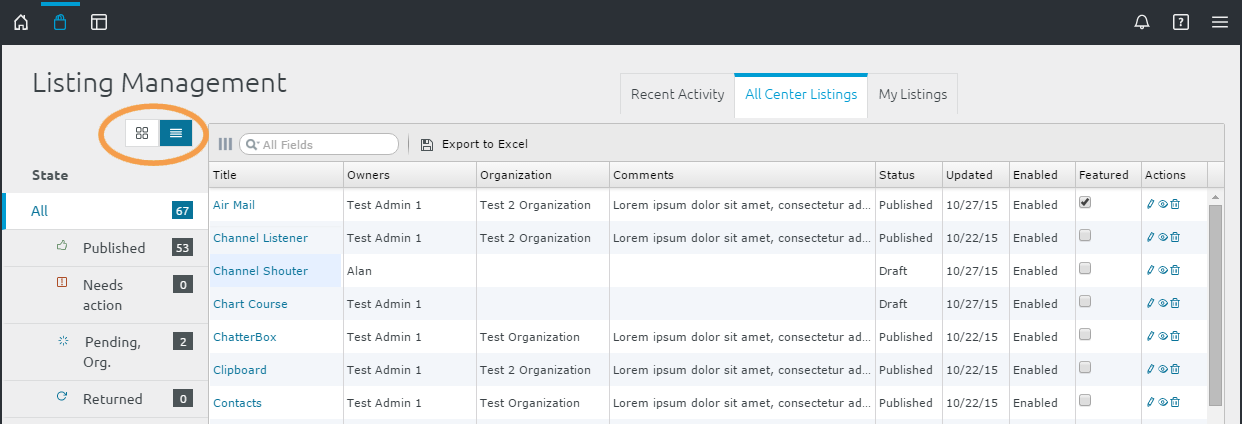 Listing Management
Recent Activity
All Center Listings
My Listings
All Fields
Export to Excel
State
All 67
Published 53
Needs action 0
Pending, Org. 2
Returned 0
Title Owners Organization Comments Status Updated Enabled Featured Actions
Air Mail Test Admin 1 Test 2 Organization Lorem ipsum dolor sit amet, consectetur ad... Published 10/27/15 Enabled
Channel Listener Test Admin 1 Test 2 Organization Lorem ipsum dolor sit amet, consectetur ad... Published 10/22/15 Enabled
Channel Shouter Alan Draft 10/27/15 Enabled
Chart Course Test Admin 1 Draft 10/27/15 Enabled
ChatterBox Test Admin 1 Test Organization Lorem ipsum dolor sit amet, consectetur ad... Published 10/22/15 Enabled
Clipboard Test Admin 1 Test 2 Organization Lorem ipsum dolor sit amet, consectetur ad... Published 10/22/15 Enabled
Contacts Test Admin 1 Test Organization Lorem ipsum dolor sit amet, consectetur ad... Published 10/22/15 Enabled